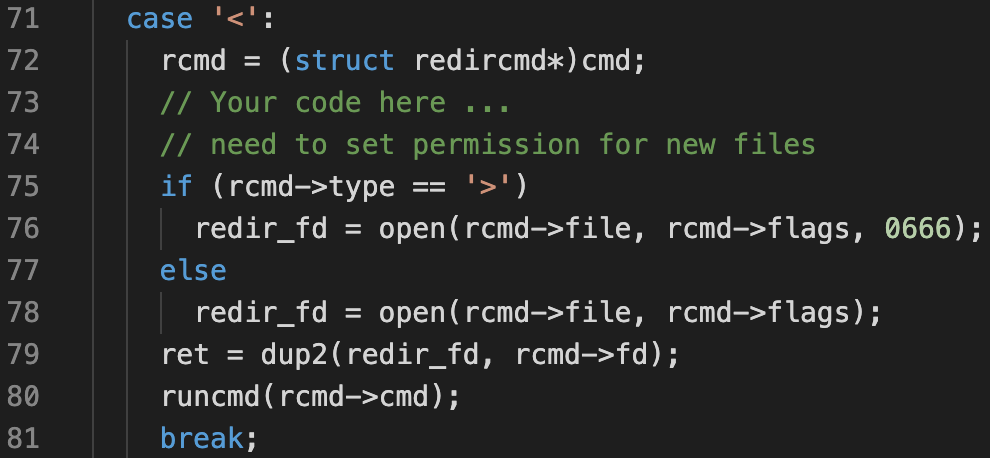 71 case '<':
72 rcmd = (struct redircmd*)cmd;
73 // Your code here ...
74 // need to set permission for new files
75 if (rcmd->type == '>')
76 redir_fd = open(rcmd->file, rcmd->flags, 0666);
77 else
78 redir_fd = open(rcmd->file, rcmd->flags);
79 ret = dup2(redir_fd, rcmd->fd);
80 runcmd(rcmd->cmd);
81 break;